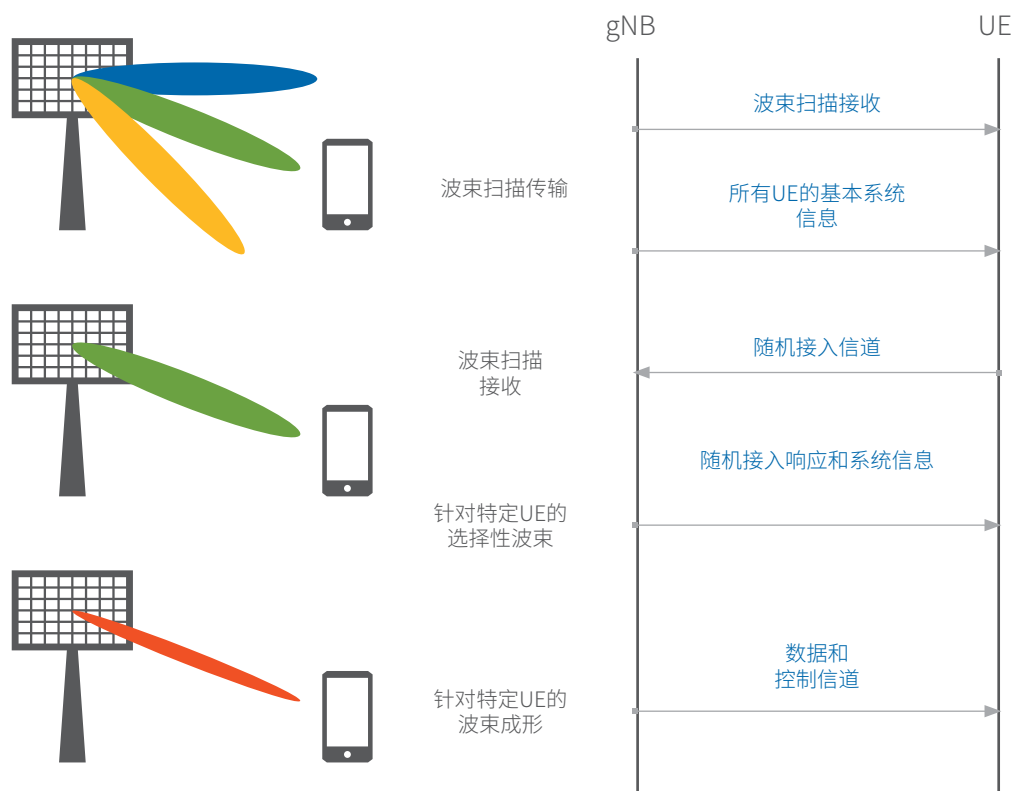 gNB
UE
波束扫描接收
波束扫描传输
所有UE的基本系统
信息
随机接入信道
波束扫描
接收
随机接入响应和系统信息
针对特定UE的
选择性波束
数据和
控制信道
针对特定UE的
波束成形